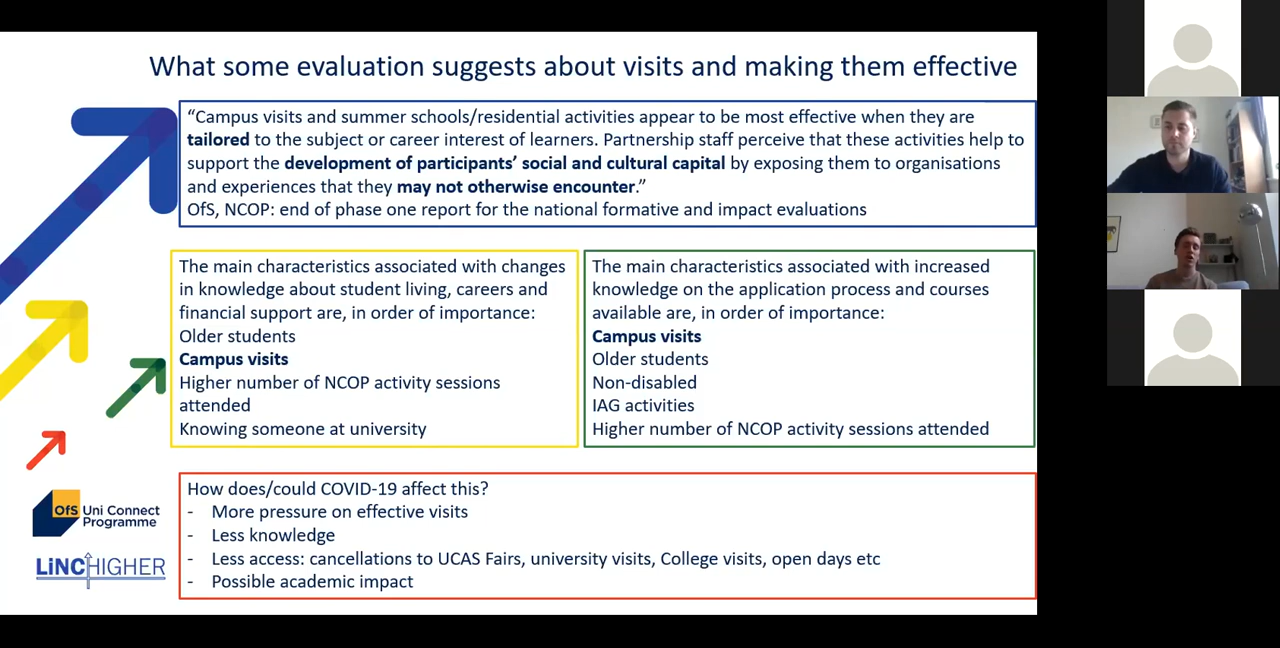 What some evaluation suggests about visits and making them effective
“Campus visits and summer schools/residential activities appear to be most effective when they are
tailored to the subject or career interest of learners. Partnership staff perceive that these activities help to
support the development of participants’ social and cultural capital by exposing them to organisations
and experiences that they may not otherwise encounter.”
OfS, NCOP: end of phase one report for the national formative and impact evaluations
The main characteristics associated with changes
in knowledge about student living, careers and
financial support are, in order of importance:
Older students
Campus visits
Higher number of NCOP activity sessions
attended
Knowing someone at university
The main characteristics associated with increased
knowledge on the application process and courses
available are, in order of importance:
Campus visits
Older students
Non-disabled
IAG activities
Higher number of NCOP activity sessions attended
How does/could COVID-19 affect this?
- More pressure on effective visits
- Less knowledge
- Less access: cancellations to UCAS Fairs, university visits, College visits, open days etc
- Possible academic impact
OfS Uni Connect
Programme
LiNCHIGHER